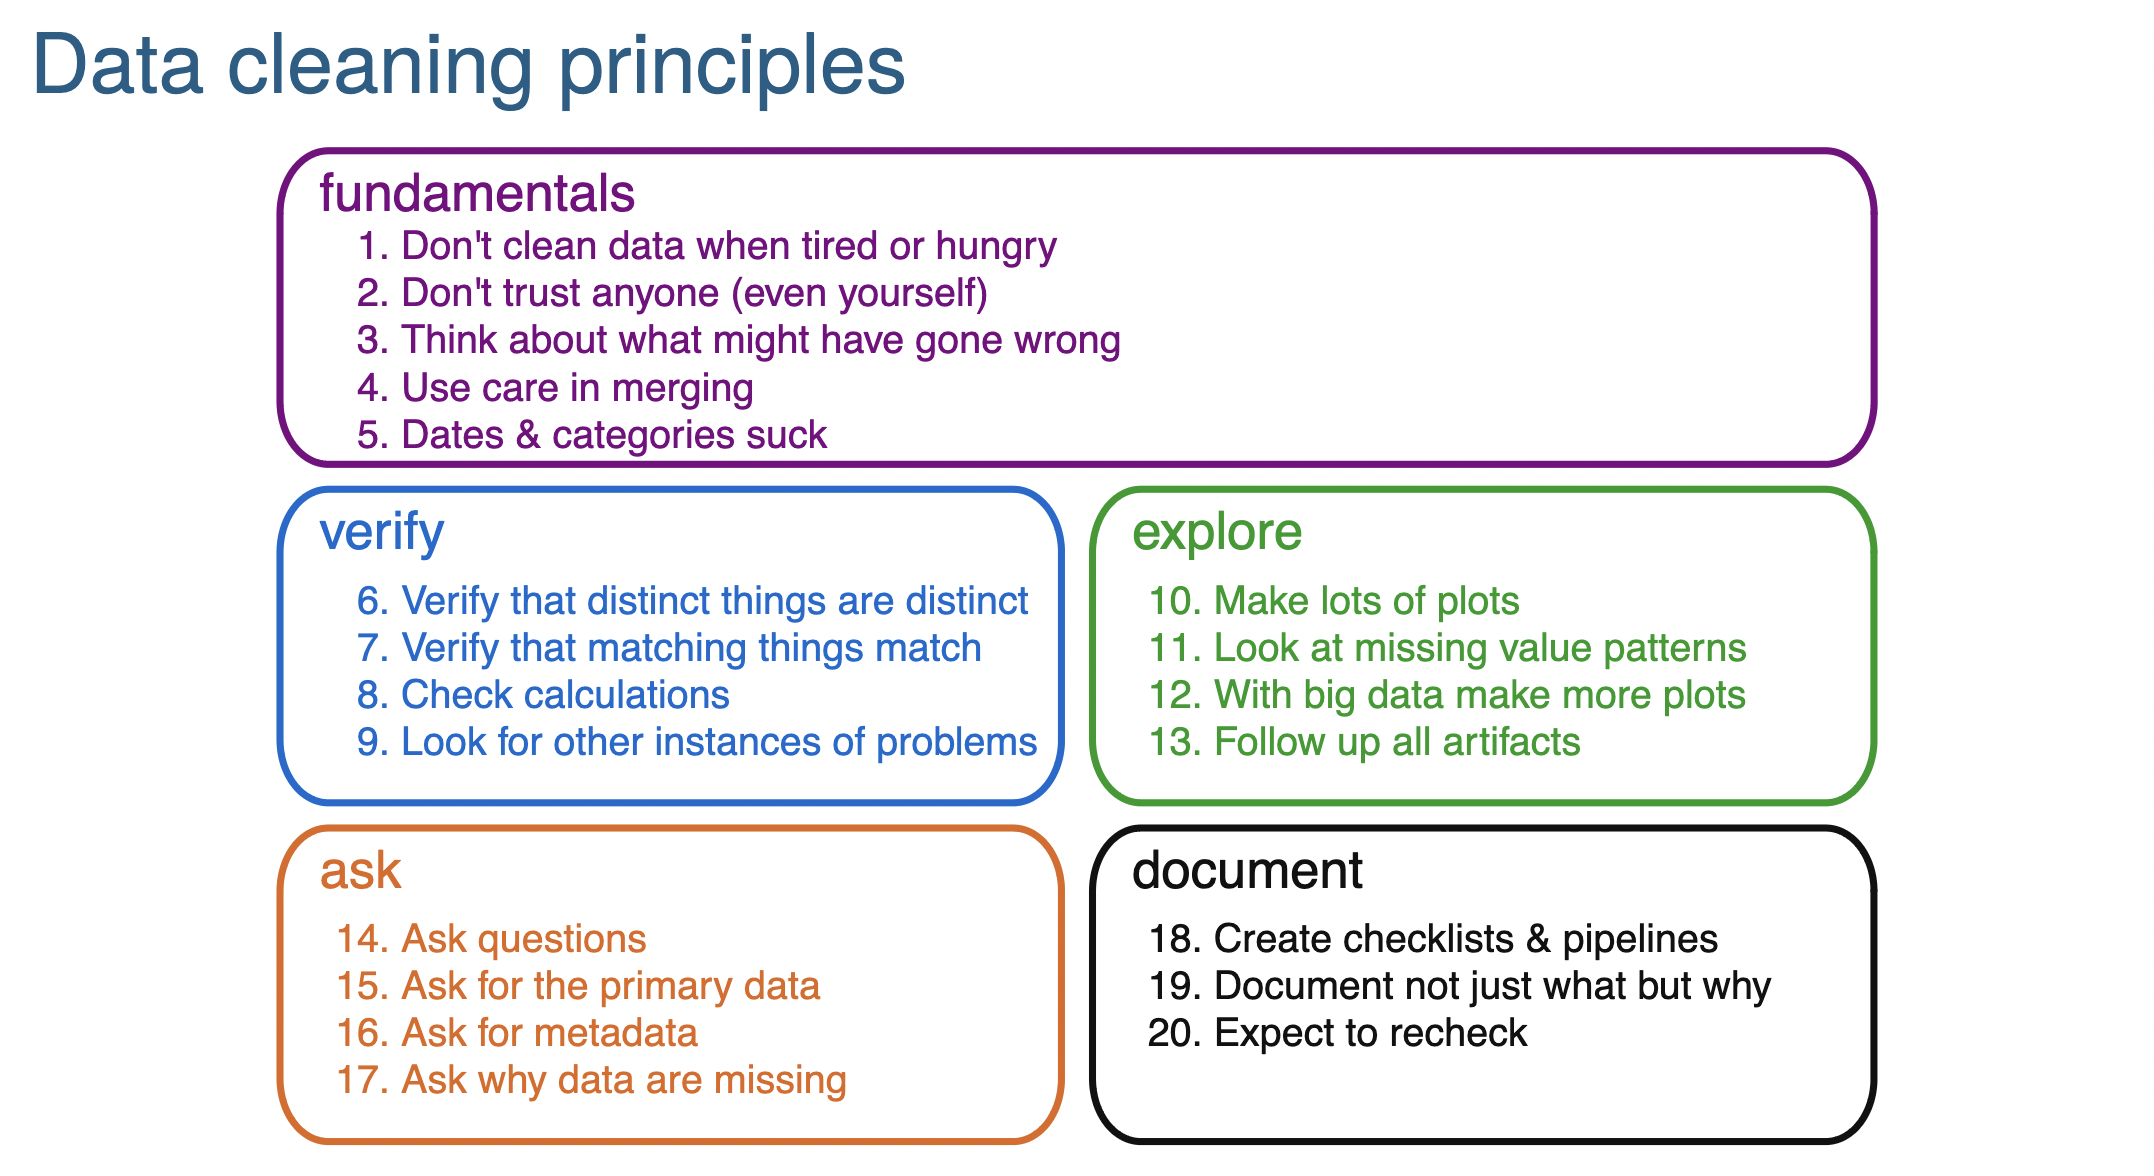 Data cleaning principles
fundamentals
1. Don't clean data when tired or hungry
2. Don't trust anyone (even yourself)
3. Think about what might have gone wrong
4. Use care in merging
5. Dates & categories suck
verify
6. Verify that distinct things are distinct
7. Verify that matching things match
8. Check calculations
9. Look for other instances of problems
explore
10. Make lots of plots
11. Look at missing value patterns
12. With big data make more plots
13. Follow up all artifacts
ask
14. Ask questions
15. Ask for the primary data
16. Ask for metadata
17. Ask why data are missing
document
18. Create checklists & pipelines
19. Document not just what but why
20. Expect to recheck